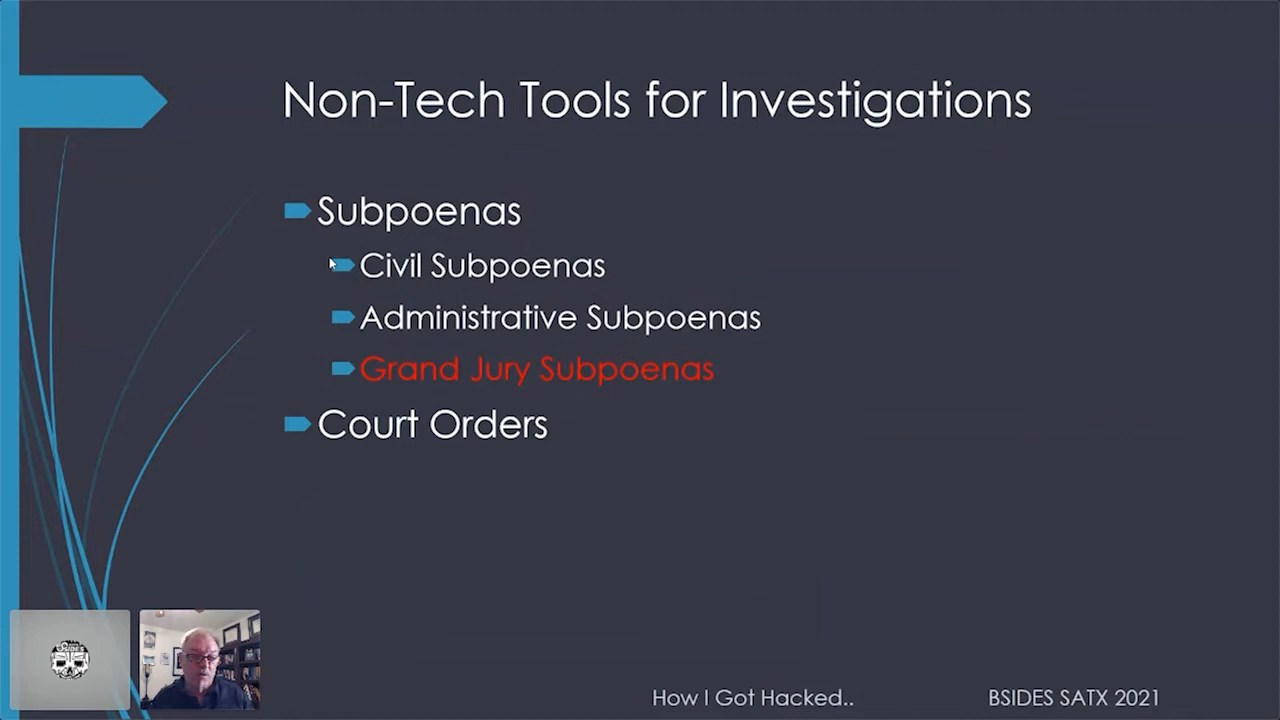 Non-Tech Tools for Investigations
Subpoenas
Civil Subpoenas
Administrative Subpoenas
Grand Jury Subpoenas
Court Orders
How I Got Hacked..
BSIDES SATX 2021